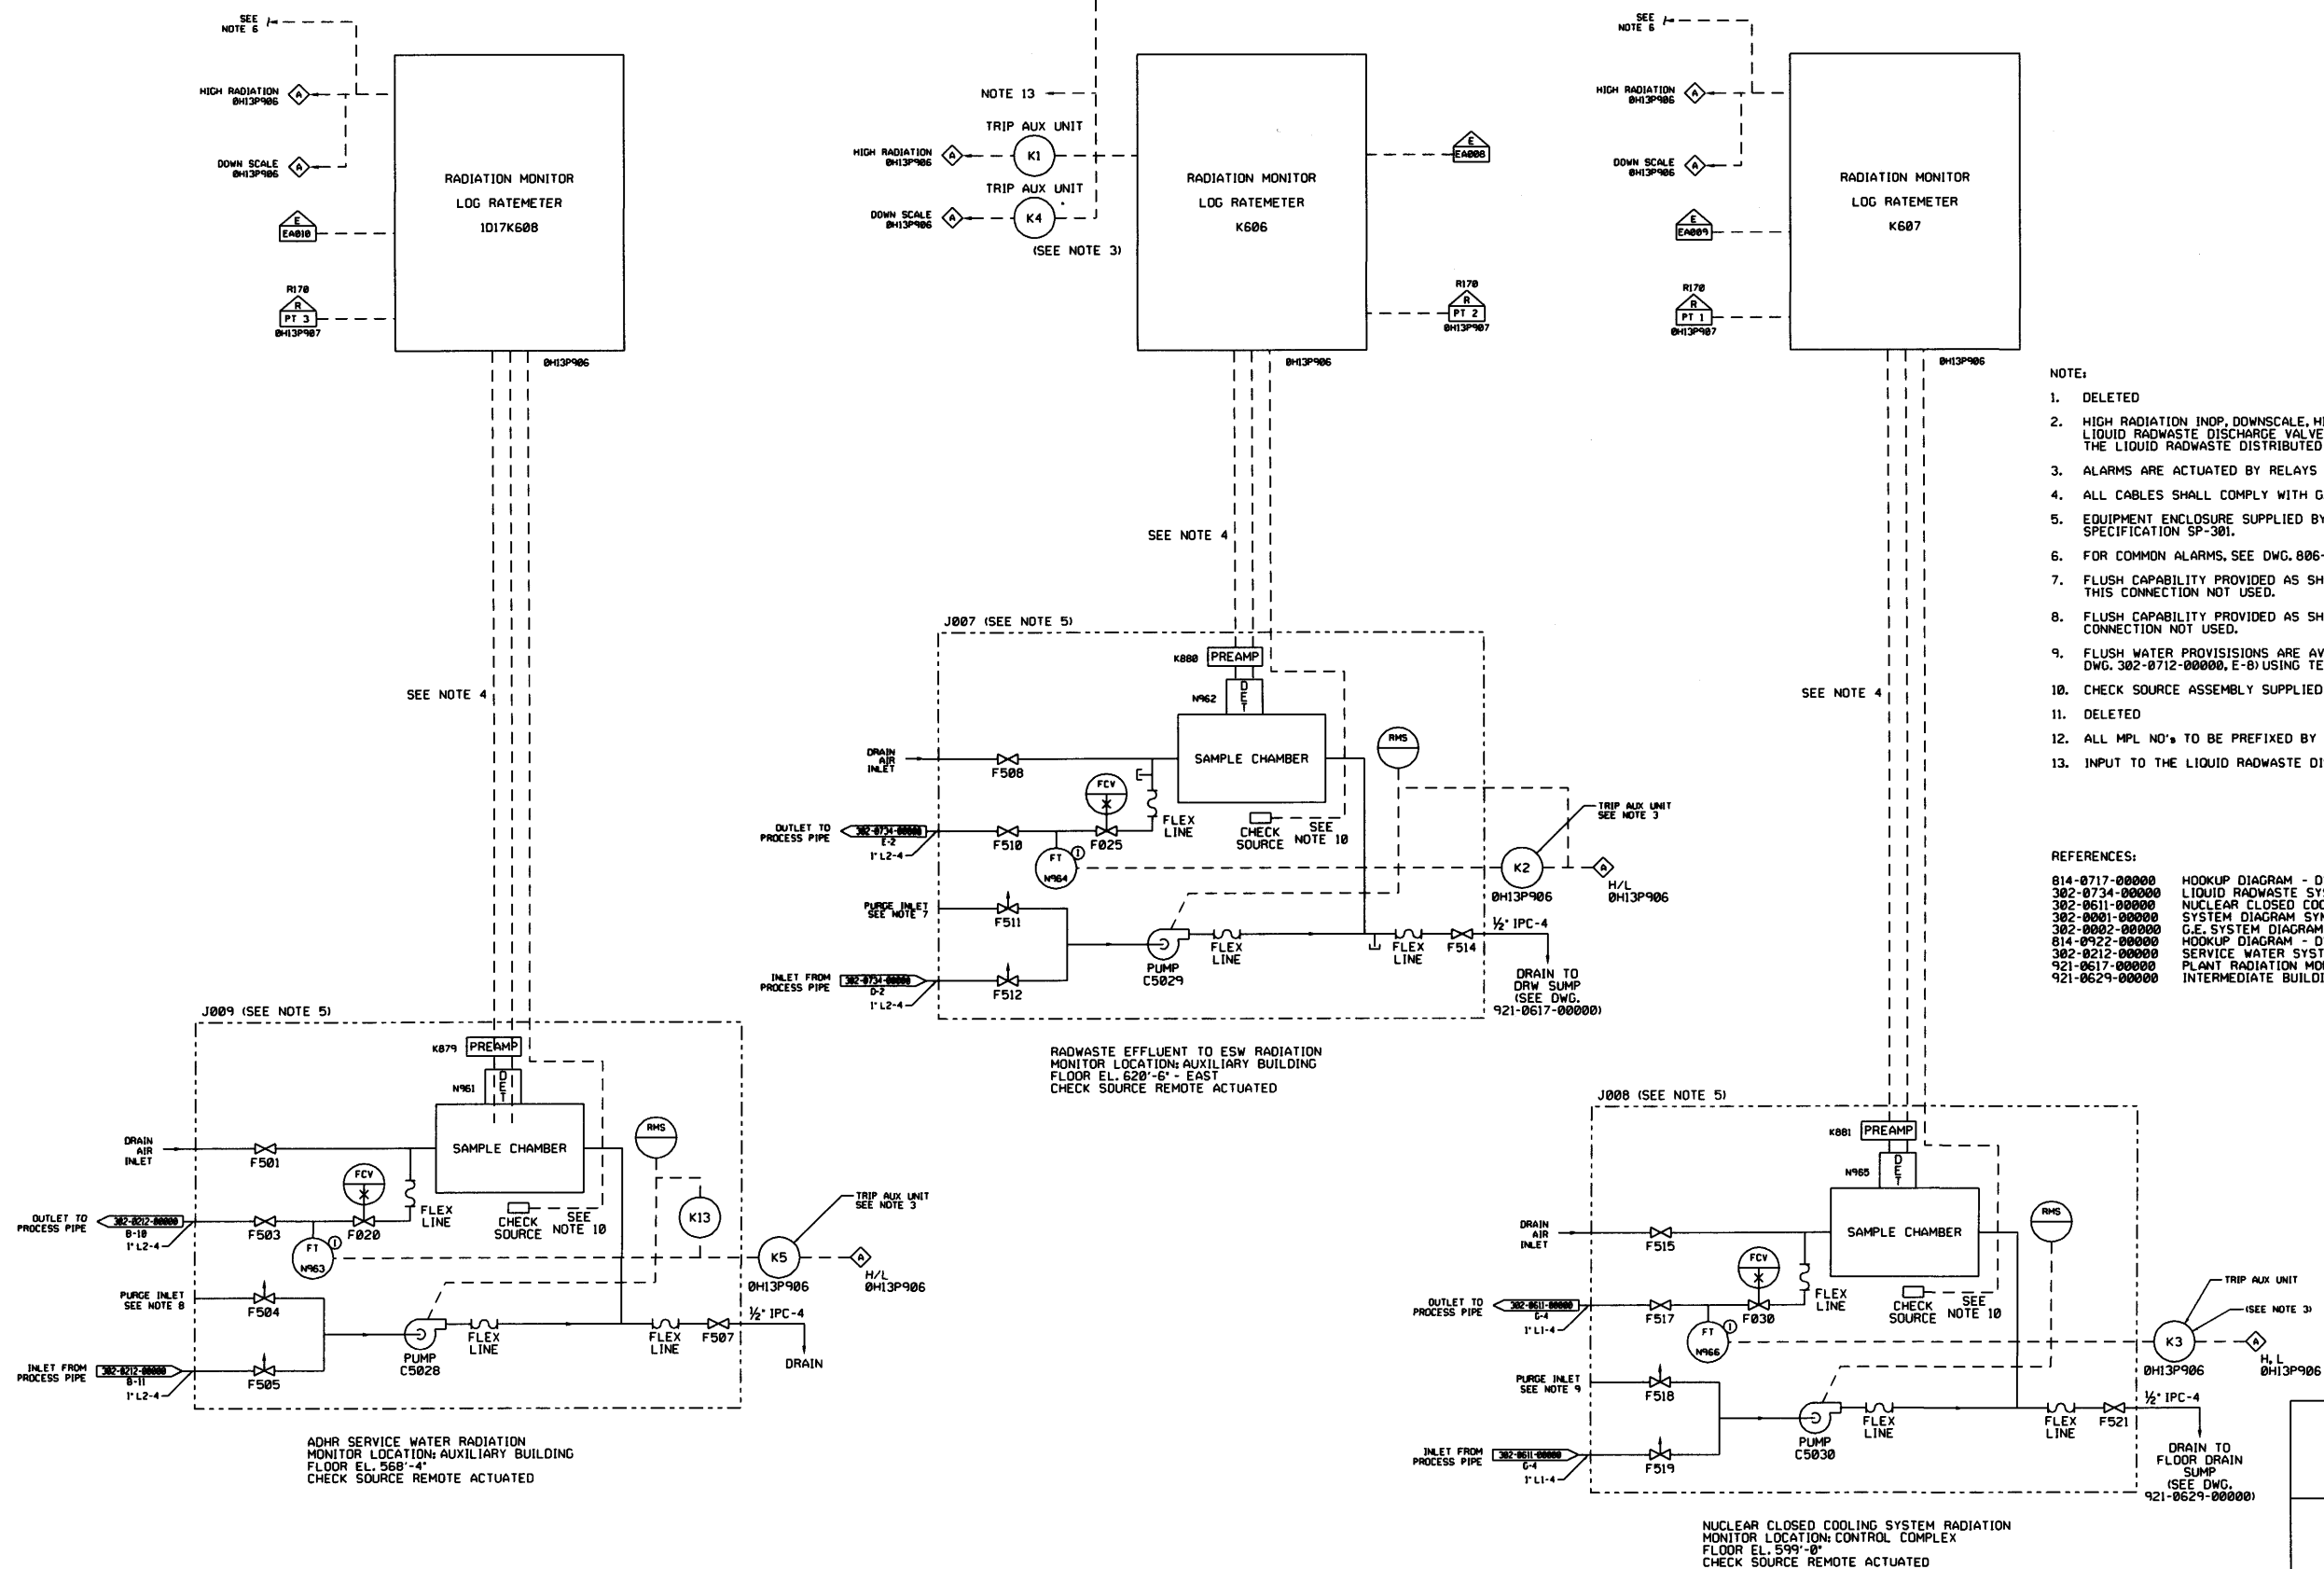 SEE
NOTE 6
HIGH RADIATION
0H13P906
A
DOWN SCALE
0H13P906
A
E
EA010
R170
R
PT 3
0H13P907
RADIATION MONITOR
LOG RATEMETER
1D17K608
0H13P906
SEE NOTE 4
J009 (SEE NOTE 5)
K879
PREAMP
N961
DET
SAMPLE CHAMBER
RMS
DRAIN
AIR
INLET
F501
FCV
FLEX
LINE
CHECK
SOURCE
SEE
NOTE 10
K13
OUTLET TO
PROCESS PIPE
302-0212-00000
B-10
1" L2-4
F503
F020
FT
N963
I
TRIP AUX UNIT
SEE NOTE 3
K5
0H13P906
A
H/L
0H13P906
PURGE INLET
SEE NOTE 8
F504
INLET FROM
PROCESS PIPE
302-0212-00000
B-11
1" L2-4
F505
PUMP
C5028
FLEX
LINE
FLEX
LINE
F507
½" IPC-4
DRAIN
ADHR SERVICE WATER RADIATION
MONITOR LOCATION: AUXILIARY BUILDING
FLOOR EL. 568'-4"
CHECK SOURCE REMOTE ACTUATED
NOTE 13
TRIP AUX UNIT
HIGH RADIATION
0H13P906
A
K1
TRIP AUX UNIT
DOWN SCALE
0H13P906
A
K4
(SEE NOTE 3)
RADIATION MONITOR
LOG RATEMETER
K606
E
EA008
R170
R
PT 2
0H13P907
0H13P906
SEE NOTE 4
J007 (SEE NOTE 5)
K880
PREAMP
N962
DET
SAMPLE CHAMBER
RMS
DRAIN
AIR
INLET
F508
FCV
FLEX
LINE
CHECK
SOURCE
SEE
NOTE 10
TRIP AUX UNIT
SEE NOTE 3
OUTLET TO
PROCESS PIPE
302-0734-00000
E-2
1" L2-4
F510
F025
FT
N964
I
K2
0H13P906
A
H/L
0H13P906
PURGE INLET
SEE NOTE 7
F511
INLET FROM
PROCESS PIPE
302-0734-00000
D-2
1" L2-4
F512
PUMP
C5029
FLEX
LINE
FLEX
LINE
F514
½" IPC-4
DRAIN TO
DRW SUMP
(SEE DWG.
921-0617-00000)
RADWASTE EFFLUENT TO ESW RADIATION
MONITOR LOCATION: AUXILIARY BUILDING
FLOOR EL. 620'-6" - EAST
CHECK SOURCE REMOTE ACTUATED
SEE
NOTE 6
HIGH RADIATION
0H13P906
A
DOWN SCALE
0H13P906
A
E
EA009
R170
R
PT 1
0H13P907
RADIATION MONITOR
LOG RATEMETER
K607
0H13P906
SEE NOTE 4
J008 (SEE NOTE 5)
K881
PREAMP
N965
DET
SAMPLE CHAMBER
RMS
DRAIN
AIR
INLET
F515
FCV
FLEX
LINE
CHECK
SOURCE
SEE
NOTE 10
OUTLET TO
PROCESS PIPE
302-0611-00000
G-4
1" L1-4
F517
F030
FT
N966
I
TRIP AUX UNIT
(SEE NOTE 3)
K3
0H13P906
A
H, L
0H13P906
PURGE INLET
SEE NOTE 9
F518
INLET FROM
PROCESS PIPE
302-0611-00000
G-4
1" L1-4
F519
PUMP
C5030
FLEX
LINE
FLEX
LINE
F521
½" IPC-4
DRAIN TO
FLOOR DRAIN
SUMP
(SEE DWG.
921-0629-00000)
NUCLEAR CLOSED COOLING SYSTEM RADIATION
MONITOR LOCATION: CONTROL COMPLEX
FLOOR EL. 599'-0"
CHECK SOURCE REMOTE ACTUATED
NOTE:
1. DELETED
2. HIGH RADIATION INOP, DOWNSCALE, HI
LIQUID RADWASTE DISCHARGE VALVE
THE LIQUID RADWASTE DISTRIBUTED
3. ALARMS ARE ACTUATED BY RELAYS
4. ALL CABLES SHALL COMPLY WITH G
5. EQUIPMENT ENCLOSURE SUPPLIED BY
SPECIFICATION SP-301.
6. FOR COMMON ALARMS, SEE DWG. 806-
7. FLUSH CAPABILITY PROVIDED AS SH
THIS CONNECTION NOT USED.
8. FLUSH CAPABILITY PROVIDED AS SH
CONNECTION NOT USED.
9. FLUSH WATER PROVISISIONS ARE AV
DWG. 302-0712-00000, E-8) USING TE
10. CHECK SOURCE ASSEMBLY SUPPLIED
11. DELETED
12. ALL MPL NO's TO BE PREFIXED BY
13. INPUT TO THE LIQUID RADWASTE DI
REFERENCES:
814-0717-00000 HOOKUP DIAGRAM - D
302-0734-00000 LIQUID RADWASTE SYS
302-0611-00000 NUCLEAR CLOSED COO
302-0001-00000 SYSTEM DIAGRAM SYM
302-0002-00000 G.E. SYSTEM DIAGRAM
814-0922-00000 HOOKUP DIAGRAM - D
302-0212-00000 SERVICE WATER SYST
921-0617-00000 PLANT RADIATION MON
921-0629-00000 INTERMEDIATE BUILDI